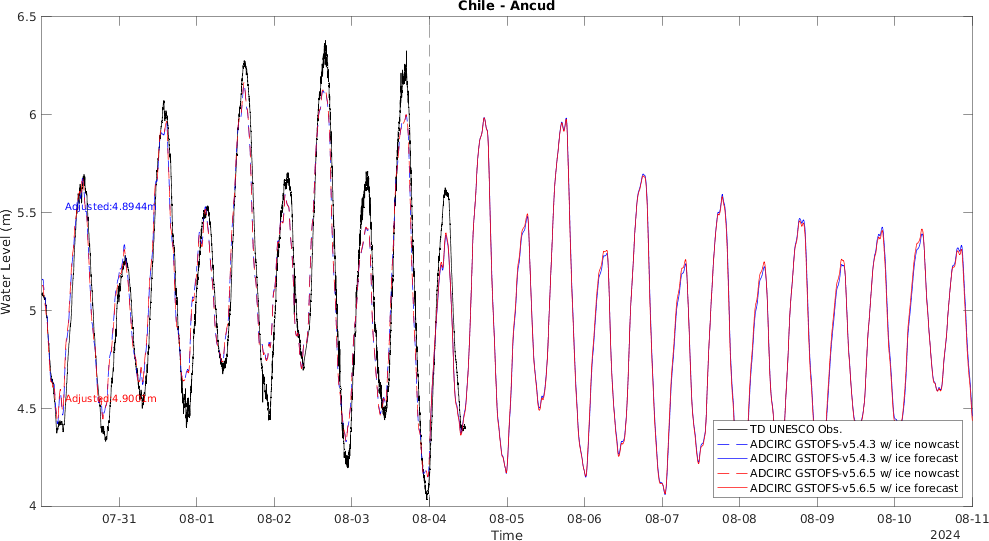 Chile - Ancud
6.5
6
5.5
5
4.5
4
Water Level (m)
Adjusted:4.8944m
Adjusted:4.9001m
TD UNESCO Obs.
ADCIRC GSTOFS-v5.4.3 w/ ice nowcast
ADCIRC GSTOFS-v5.4.3 w/ ice forecast
ADCIRC GSTOFS-v5.6.5 w/ ice nowcast
ADCIRC GSTOFS-v5.6.5 w/ ice forecast
07-31 08-01 08-02 08-03 08-04 08-05 08-06 08-07 08-08 08-09 08-10 08-11
Time
2024